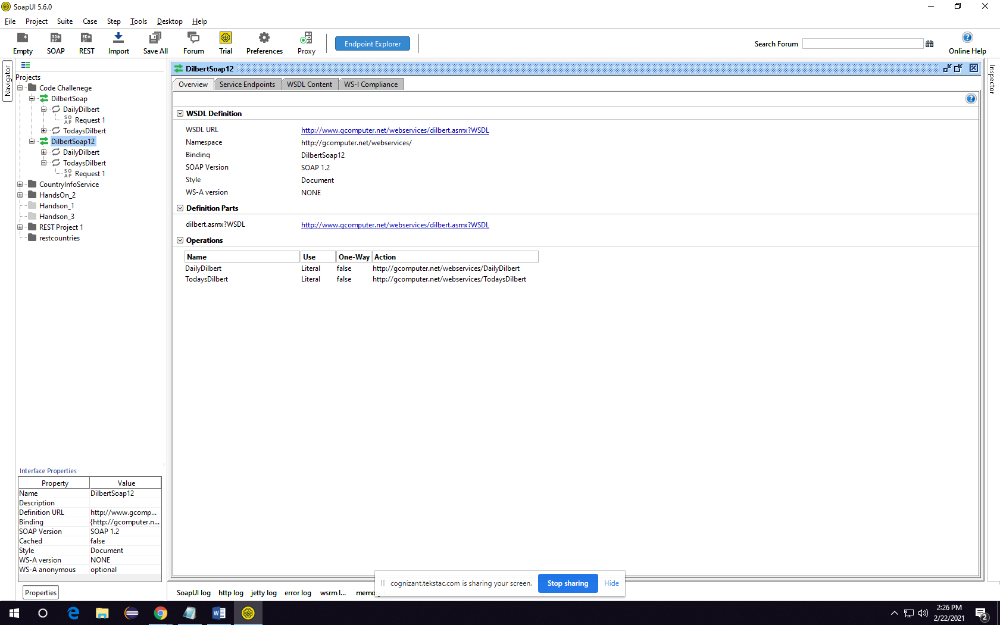 SoapUI 5.6.0
File Project Suite Case Step Tools Desktop Help
Empty SOAP REST Import Save All Forum Trial Preferences Proxy Endpoint Explorer Search Forum Online Help
Navigator
Projects
Code Challenege
DilbertSoap
DailyDilbert
SO AP Request 1
TodaysDilbert
DilbertSoap12
DailyDilbert
TodaysDilbert
SO AP Request 1
CountryInfoService
HandsOn_2
Handson_1
Handson_3
REST Project 1
restcountries
Interface Properties
Property Value
Name DilbertSoap12
Description
Definition URL http://www.gcomp...
Binding {http://gcomputer.n...
SOAP Version SOAP 1.2
Cached false
Style Document
WS-A version NONE
WS-A anonymous optional
Properties
DilbertSoap12
Overview Service Endpoints WSDL Content WS-I Compliance
WSDL Definition
WSDL URL http://www.gcomputer.net/webservices/dilbert.asmx?WSDL
Namespace http://gcomputer.net/webservices/
Binding DilbertSoap12
SOAP Version SOAP 1.2
Style Document
WS-A version NONE
Definition Parts
dilbert.asmx?WSDL http://www.gcomputer.net/webservices/dilbert.asmx?WSDL
Operations
Name Use One-Way Action
DailyDilbert Literal false http://gcomputer.net/webservices/DailyDilbert
TodaysDilbert Literal false http://gcomputer.net/webservices/TodaysDilbert
Inspector
cognizant.tekstac.com is sharing your screen. Stop sharing Hide
SoapUI log http log jetty log error log wsrm l... memory
2:26 PM
2/22/2021
2